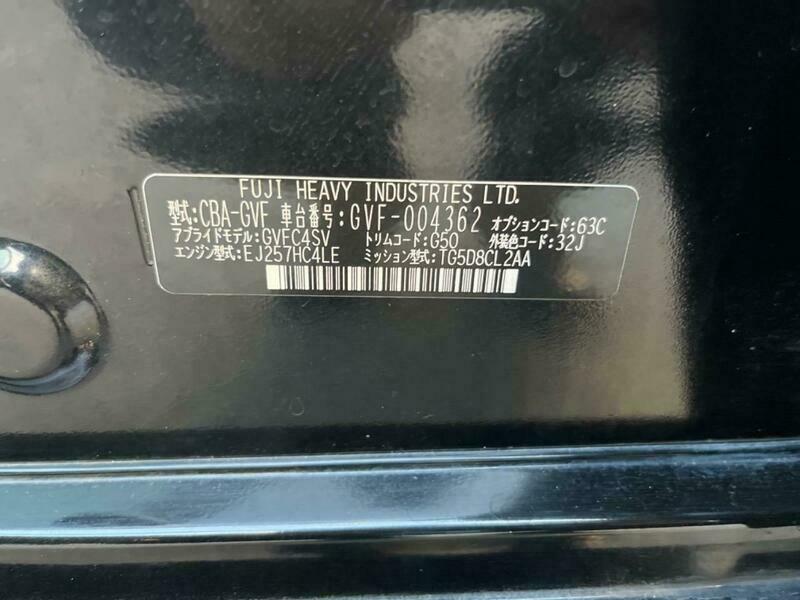 FUJI HEAVY INDUSTRIES LTD.
型式:CBA-GVF 車台番号:GVF-004362 オプションコード:63C
アプライドモデル:GVFC4SV トリムコード:G50 外装色コード:32J
エンジン型式:EJ257HC4LE ミッション型式:TG5D8CL2AA